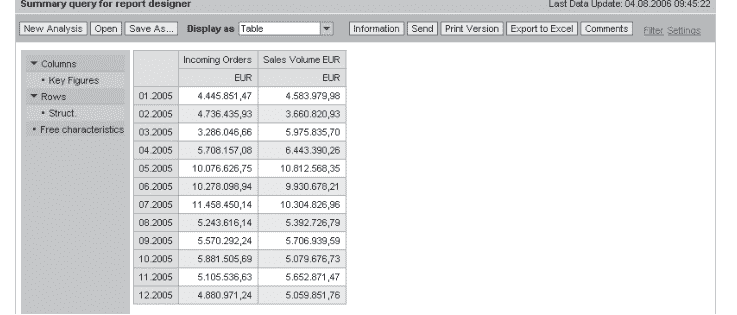 Summary query for report designer Last Data Update: 04.08.2006 09:45:22
New Analysis Open Save As... Display as Table Information Send Print Version Export to Excel Comments Filter Settings
Columns
Key Figures
Rows
Struct.
Free characteristics
Incoming Orders Sales Volume EUR
EUR EUR
01.2005 4.445.851,47 4.583.979,98
02.2005 4.736.435,93 3.660.820,93
03.2005 3.286.046,66 5.975.835,70
04.2005 5.708.157,08 6.443.390,26
05.2005 10.076.626,75 10.812.568,35
06.2005 10.278.098,94 9.930.678,21
07.2005 11.458.450,14 10.304.826,96
08.2005 5.243.616,14 5.392.726,79
09.2005 5.570.292,24 5.706.939,59
10.2005 5.881.505,69 5.079.676,73
11.2005 5.105.536,63 5.652.871,47
12.2005 4.880.971,24 5.059.851,76